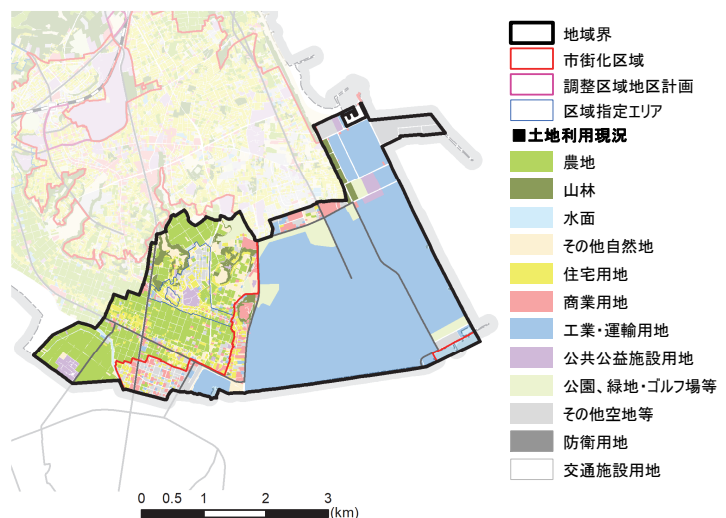 地域界
市街化区域
調整区域地区計画
区域指定エリア
■土地利用現況
農地
山林
水面
その他自然地
住宅用地
商業用地
工業・運輸用地
公共公益施設用地
公園、緑地・ゴルフ場等
その他空地等
防衛用地
交通施設用地
0 0.5 1 2 3
(km)